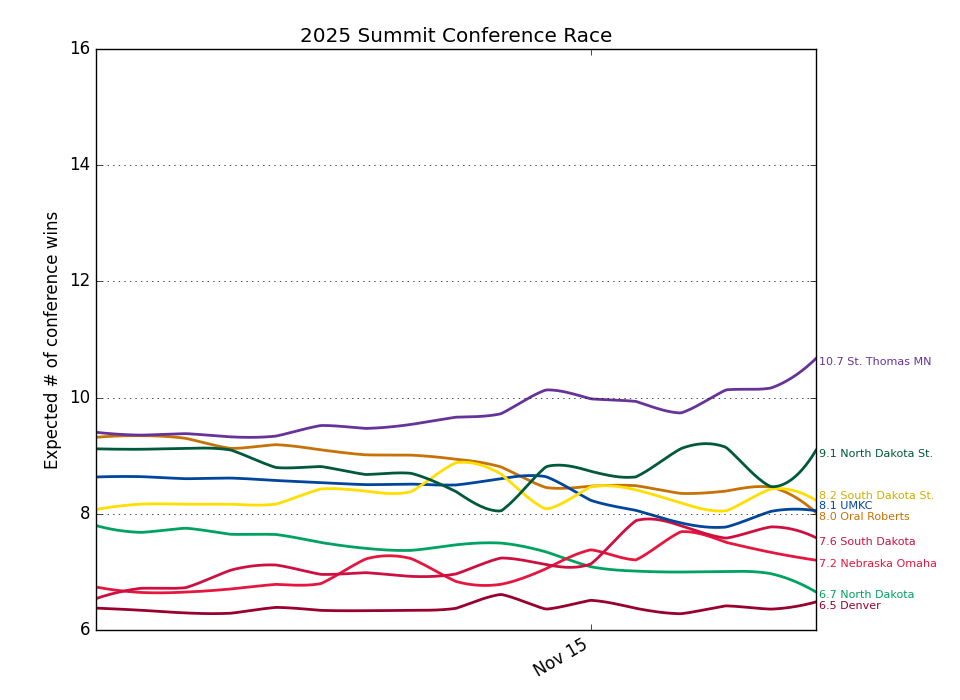 2025 Summit Conference Race
Expected # of conference wins
16
14
12
10
8
6
Nov 15
10.7 St. Thomas MN
9.1 North Dakota St.
8.2 South Dakota St.
8.1 UMKC
8.0 Oral Roberts
7.6 South Dakota
7.2 Nebraska Omaha
6.7 North Dakota
6.5 Denver